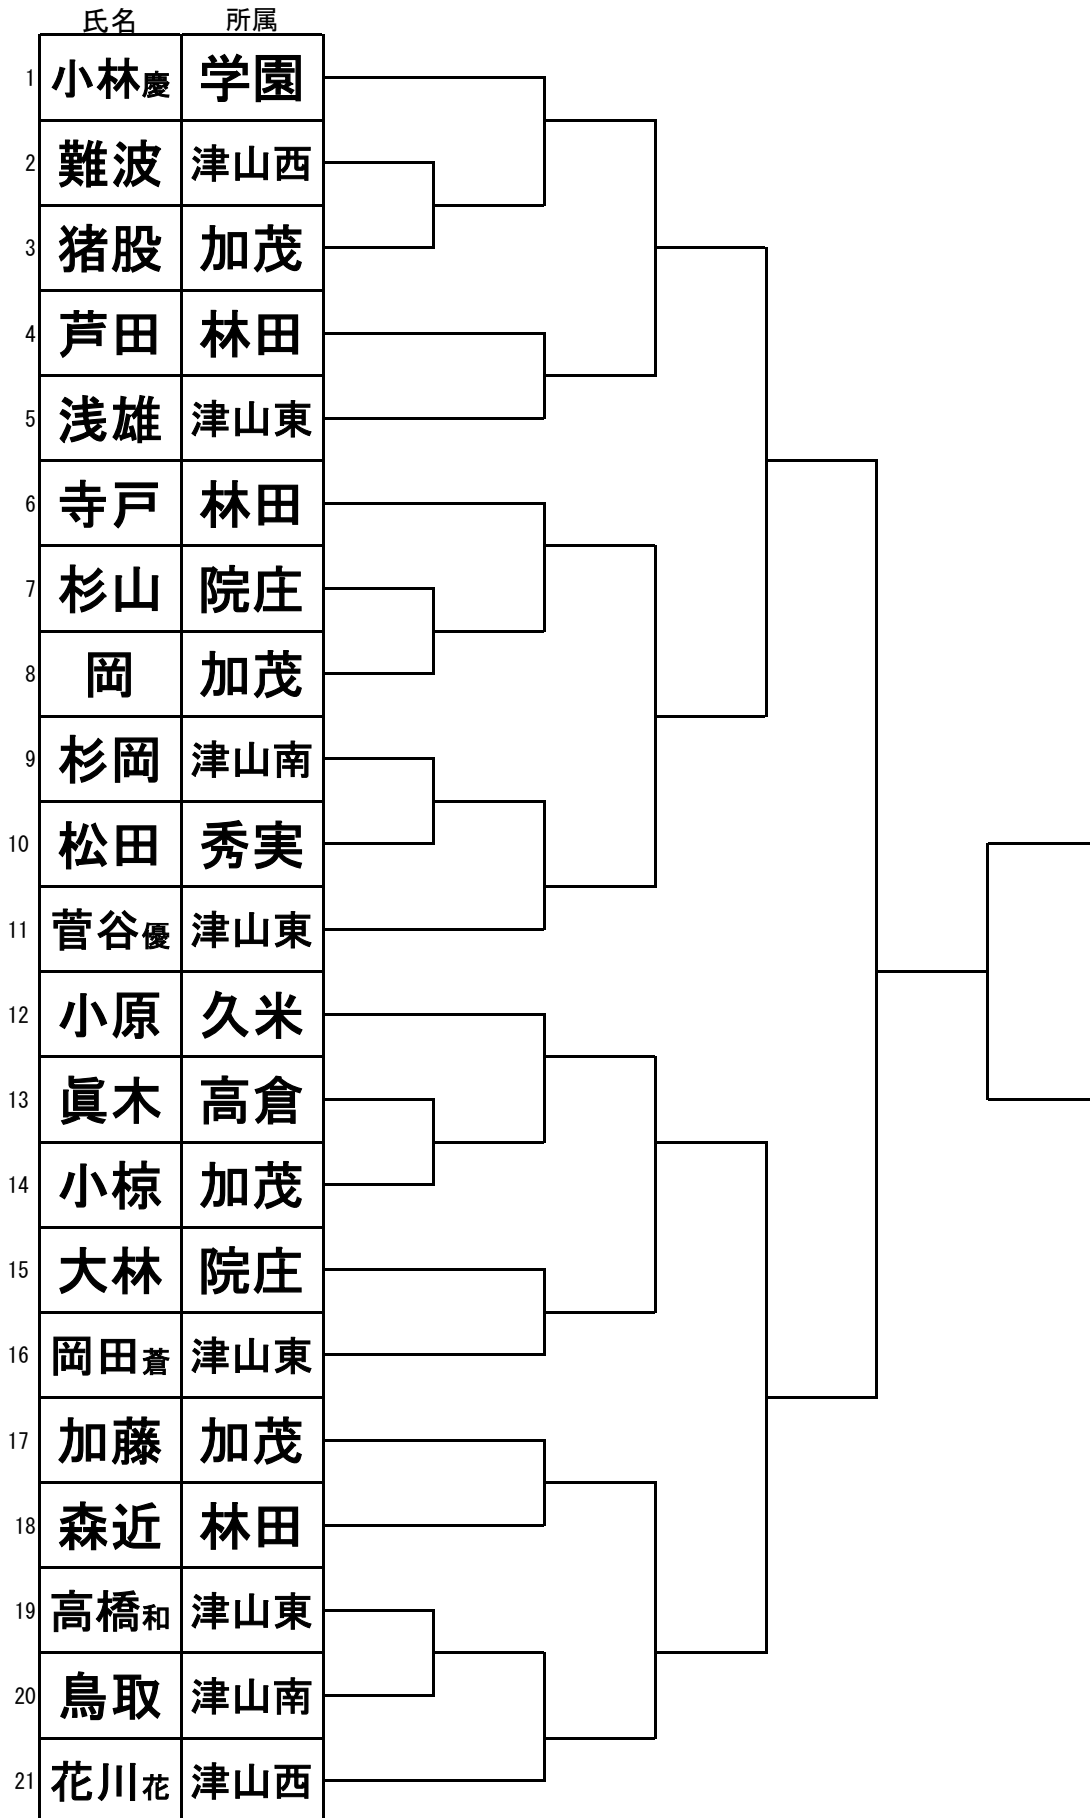 氏名 所属
1 小林慶 学園
2 難波 津山西
3 猪股 加茂
4 芦田 林田
5 浅雄 津山東
6 寺戸 林田
7 杉山 院庄
8 岡 加茂
9 杉岡 津山南
10 松田 秀実
11 菅谷優 津山東
12 小原 久米
13 眞木 高倉
14 小椋 加茂
15 大林 院庄
16 岡田蒼 津山東
17 加藤 加茂
18 森近 林田
19 高橋和 津山東
20 鳥取 津山南
21 花川花 津山西